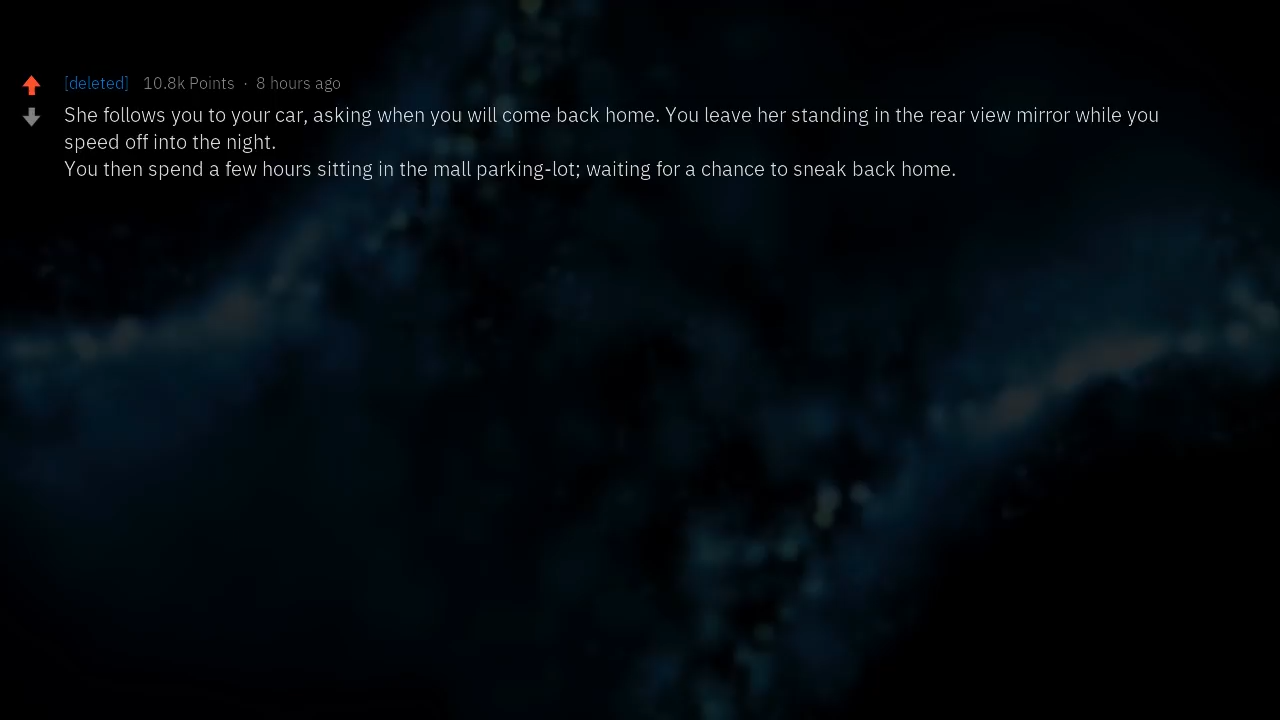 [deleted] 10.8k Points · 8 hours ago
She follows you to your car, asking when you will come back home. You leave her standing in the rear view mirror while you
speed off into the night.
You then spend a few hours sitting in the mall parking-lot; waiting for a chance to sneak back home.